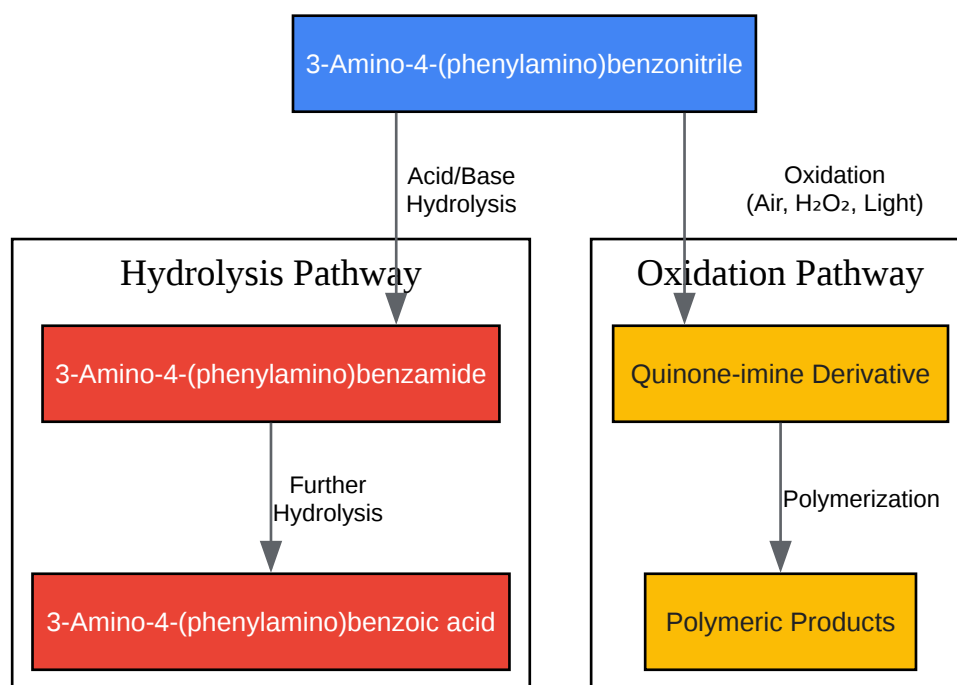 3-Amino-4-(phenylamino)benzonitrile
Acid/Base
Hydrolysis
Oxidation
(Air, H₂O₂, Light)
Hydrolysis Pathway
Oxidation Pathway
3-Amino-4-(phenylamino)benzamide
Quinone-imine Derivative
Further
Hydrolysis
Polymerization
3-Amino-4-(phenylamino)benzoic acid
Polymeric Products